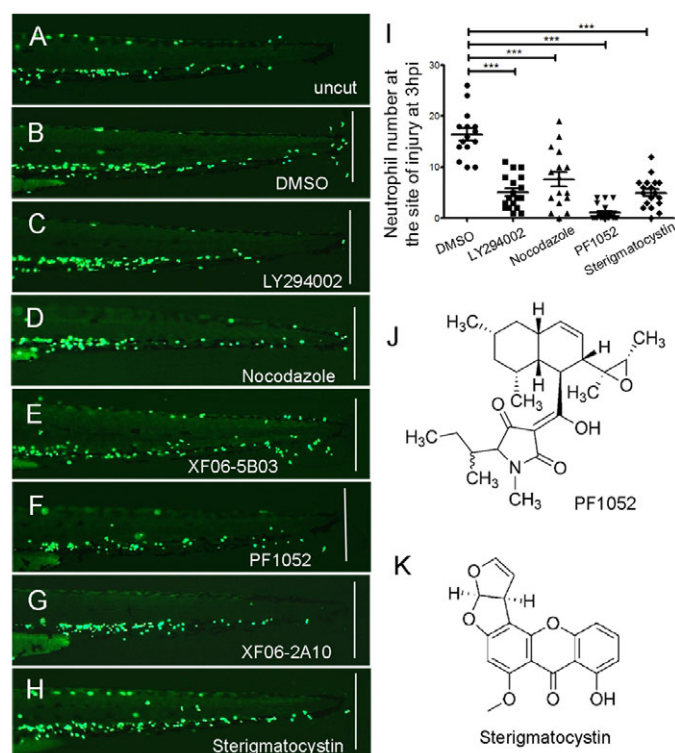 A
uncut
B
DMSO
C
LY294002
D
Nocodazole
E
XF06-5B03
F
PF1052
G
XF06-2A10
H
Sterigmatocystin
I
***
***
***
***
Neutrophil number at
the site of injury at 3hpi
30
20
10
0
DMSO
LY294002
Nocodazole
PF1052
Sterigmatocystin
J
H
H3C
CH3
H
H
CH3
H3C
O
O
OH
H3C
CH3
N
O
CH3
PF1052
K
O
H
H
O
O
O
O
OH
Sterigmatocystin